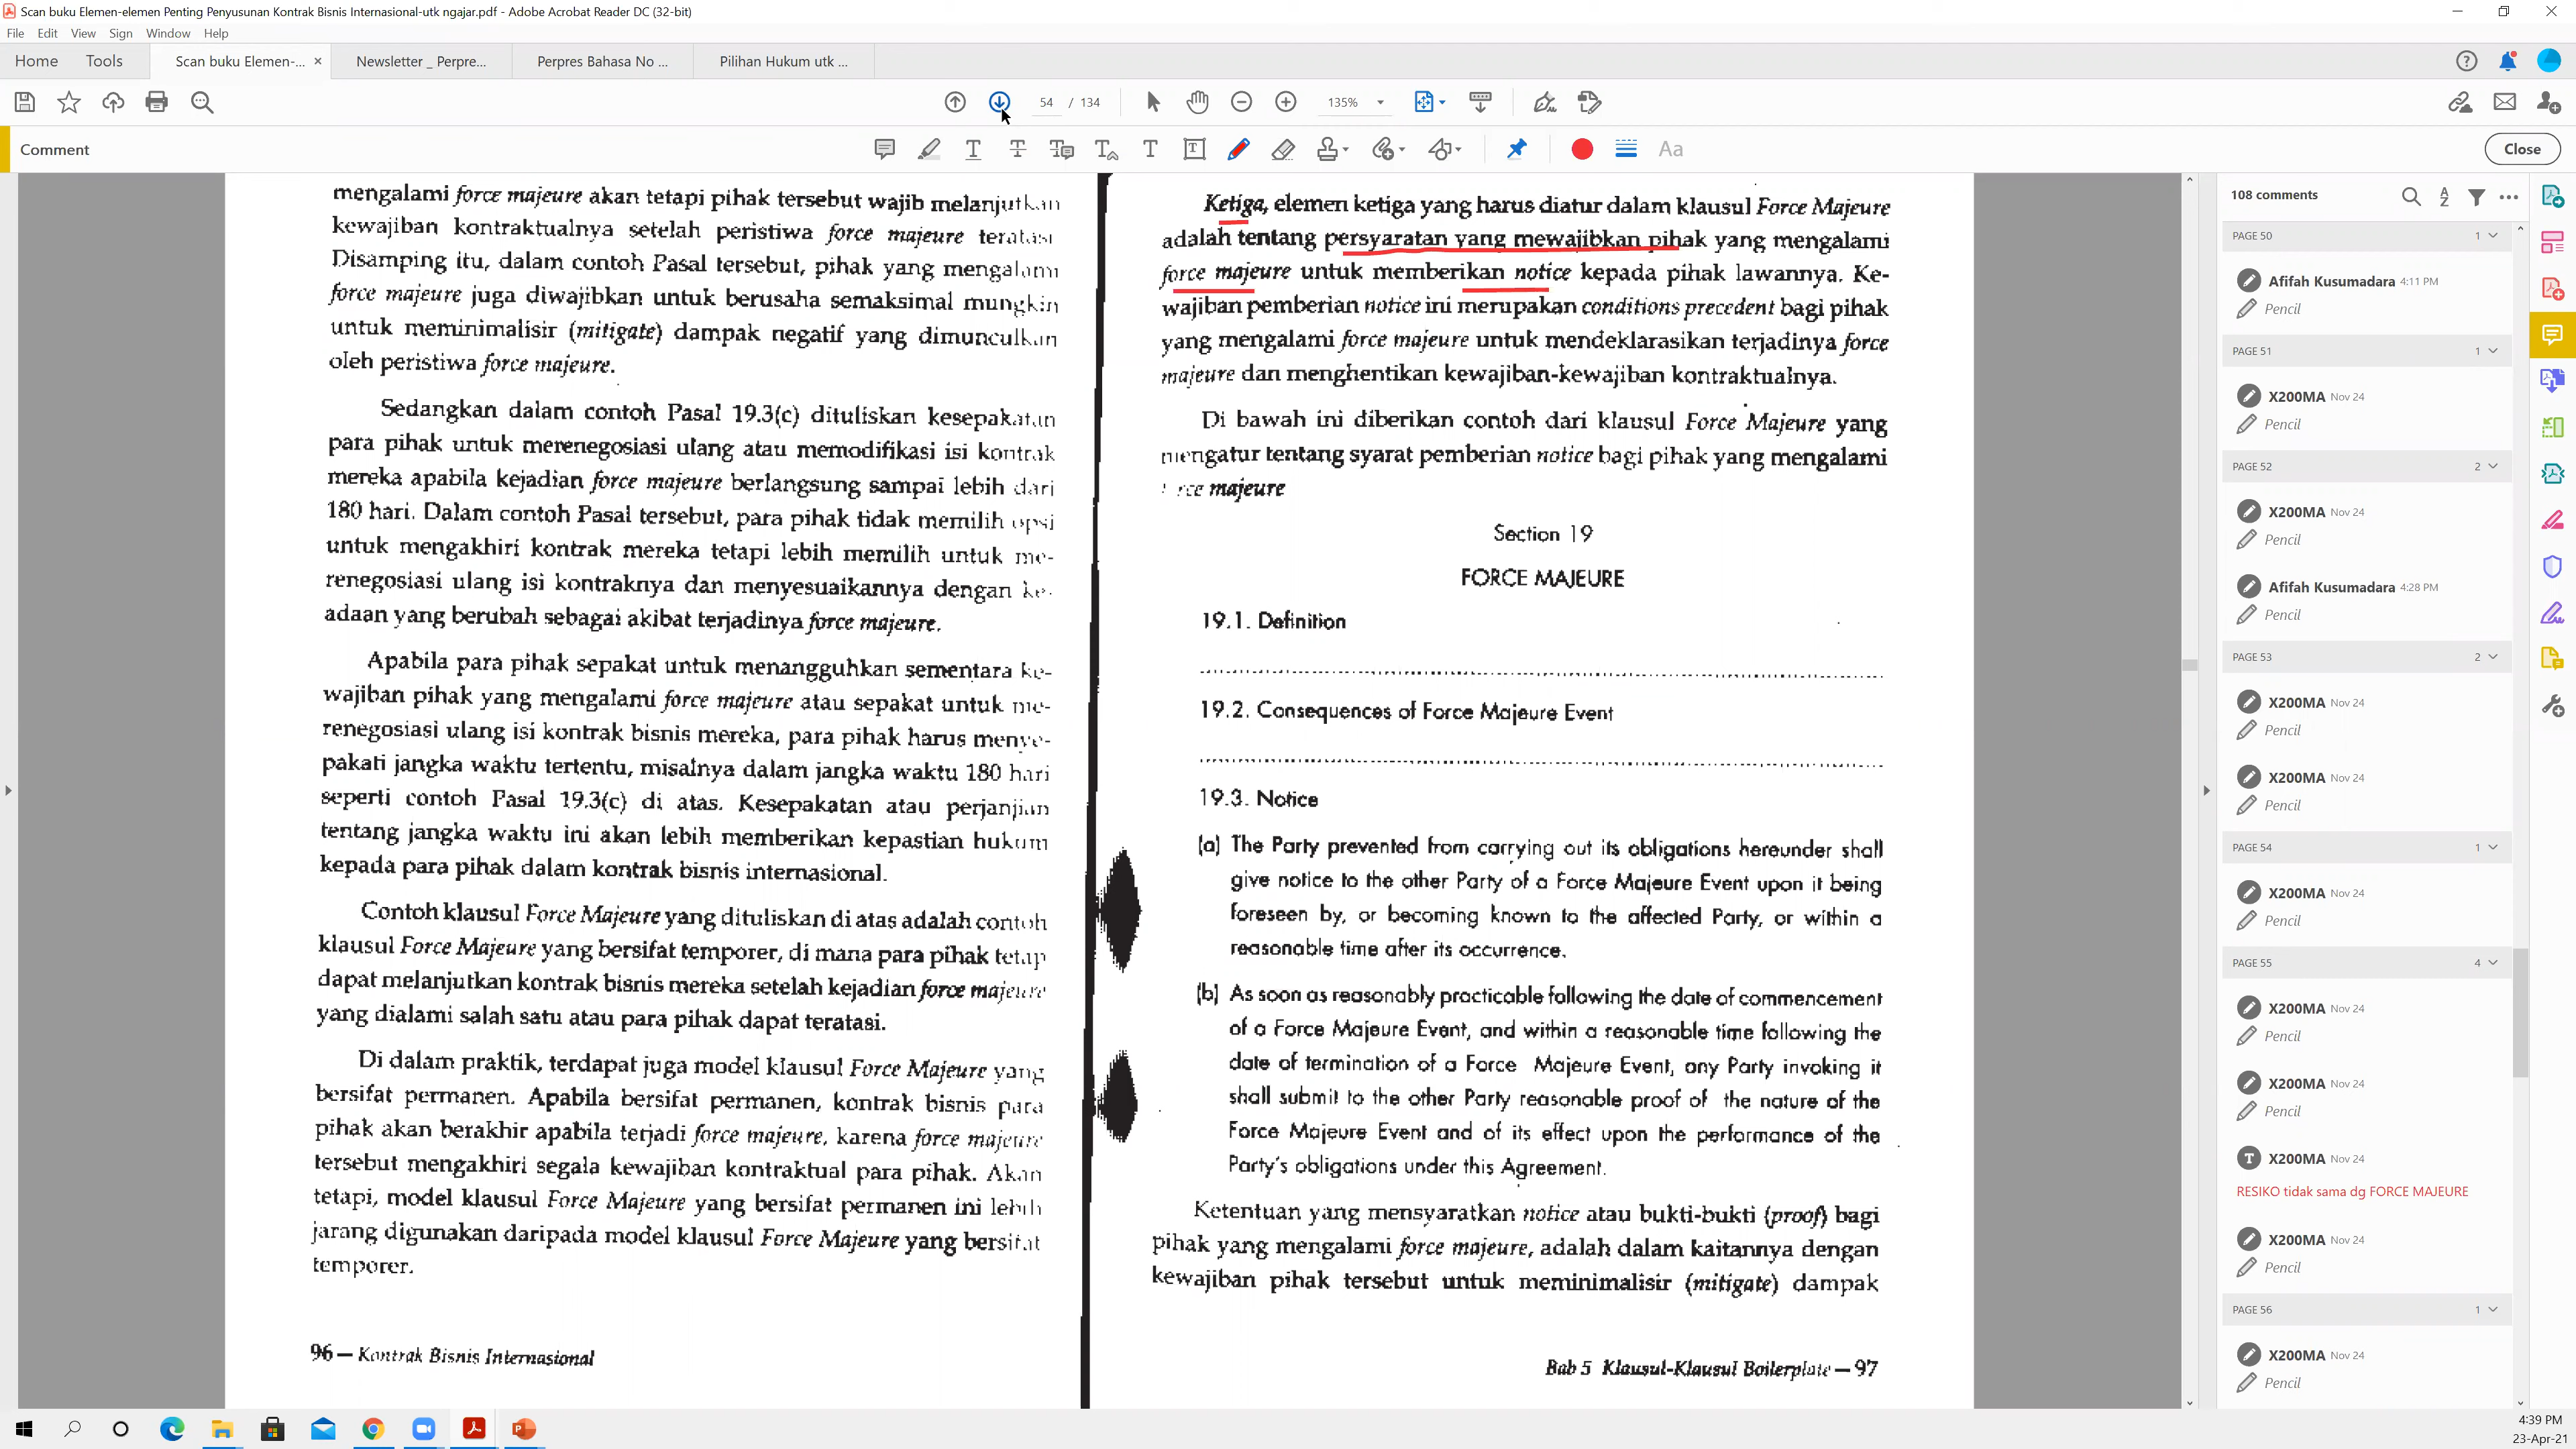 Scan buku Elemen-elemen Penting Penyusunan Kontrak Bisnis Internasional-utk ngajar.pdf - Adobe Acrobat Reader DC (32-bit)
File Edit View Sign Window Help
Home Tools Scan buku Elemen-... × Newsletter _ Perpre... Perpres Bahasa No ... Pilihan Hukum utk ...
54 / 134 135%
Comment Aa Close
mengalami force majeure akan tetapi pihak tersebut wajib melanjutkan
kewajiban kontraktualnya setelah peristiwa force majeure teratasi
Disamping itu, dalam contoh Pasal tersebut, pihak yang mengalami
force majeure juga diwajibkan untuk berusaha semaksimal mungkin
untuk meminimalisir (mitigate) dampak negatif yang dimunculkan
oleh peristiwa force majeure.
Sedangkan dalam contoh Pasal 19.3(c) dituliskan kesepakatan
para pihak untuk merenegosiasi ulang atau memodifikasi isi kontrak
mereka apabila kejadian force majeure berlangsung sampai lebih dari
180 hari. Dalam contoh Pasal tersebut, para pihak tidak memilih opsi
untuk mengakhiri kontrak mereka tetapi lebih memilih untuk me-
renegosiasi ulang isi kontraknya dan menyesuaikannya dengan ke-
adaan yang berubah sebagai akibat terjadinya force majeure.
Apabila para pihak sepakat untuk menangguhkan sementara ke-
wajiban pihak yang mengalami force majeure atau sepakat untuk me-
renegosiasi ulang isi kontrak bisnis mereka, para pihak harus menye-
pakati jangka waktu tertentu, misalnya dalam jangka waktu 180 hari
seperti contoh Pasal 19.3(c) di atas. Kesepakatan atau perjanjian
tentang jangka waktu ini akan lebih memberikan kepastian hukum
kepada para pihak dalam kontrak bisnis internasional.
Contoh klausul Force Majeure yang dituliskan di atas adalah contoh
klausul Force Majeure yang bersifat temporer, di mana para pihak tetap
dapat melanjutkan kontrak bisnis mereka setelah kejadian force majeure
yang dialami salah satu atau para pihak dapat teratasi.
Di dalam praktik, terdapat juga model klausul Force Majeure yang
bersifat permanen. Apabila bersifat permanen, kontrak bisnis para
pihak akan berakhir apabila terjadi force majeure, karena force majeure
tersebut mengakhiri segala kewajiban kontraktual para pihak. Akan
tetapi, model klausul Force Majeure yang bersifat permanen ini lebih
jarang digunakan daripada model klausul Force Majeure yang bersifat
temporer.
96 — Kontrak Bisnis Internasional
Ketiga, elemen ketiga yang harus diatur dalam klausul Force Majeure
adalah tentang persyaratan yang mewajibkan pihak yang mengalami
force majeure untuk memberikan notice kepada pihak lawannya. Ke-
wajiban pemberian notice ini merupakan conditions precedent bagi pihak
yang mengalami force majeure untuk mendeklarasikan terjadinya force
majeure dan menghentikan kewajiban-kewajiban kontraktualnya.
Di bawah ini diberikan contoh dari klausul Force Majeure yang
mengatur tentang syarat pemberian notice bagi pihak yang mengalami
force majeure
Section 19
FORCE MAJEURE
19.1. Definition
19.2. Consequences of Force Majeure Event
19.3. Notice
(a) The Party prevented from carrying out its obligations hereunder shall
give notice to the other Party of a Force Majeure Event upon it being
foreseen by, or becoming known to the affected Party, or within a
reasonable time after its occurrence.
(b) As soon as reasonably practicable following the date of commencement
of a Force Majeure Event, and within a reasonable time following the
date of termination of a Force Majeure Event, any Party invoking it
shall submit to the other Party reasonable proof of the nature of the
Force Majeure Event and of its effect upon the performance of the
Party's obligations under this Agreement.
Ketentuan yang mensyaratkan notice atau bukti-bukti (proof) bagi
pihak yang mengalami force majeure, adalah dalam kaitannya dengan
kewajiban pihak tersebut untuk meminimalisir (mitigate) dampak
Bab 5 Klausul-Klausul Boilerplate — 97
108 comments
PAGE 50 1
Afifah Kusumadara 4:11 PM
Pencil
PAGE 51 1
X200MA Nov 24
Pencil
PAGE 52 2
X200MA Nov 24
Pencil
Afifah Kusumadara 4:28 PM
Pencil
PAGE 53 2
X200MA Nov 24
Pencil
X200MA Nov 24
Pencil
PAGE 54 1
X200MA Nov 24
Pencil
PAGE 55 4
X200MA Nov 24
Pencil
X200MA Nov 24
Pencil
X200MA Nov 24
RESIKO tidak sama dg FORCE MAJEURE
X200MA Nov 24
Pencil
PAGE 56 1
X200MA Nov 24
Pencil
4:39 PM
23-Apr-21